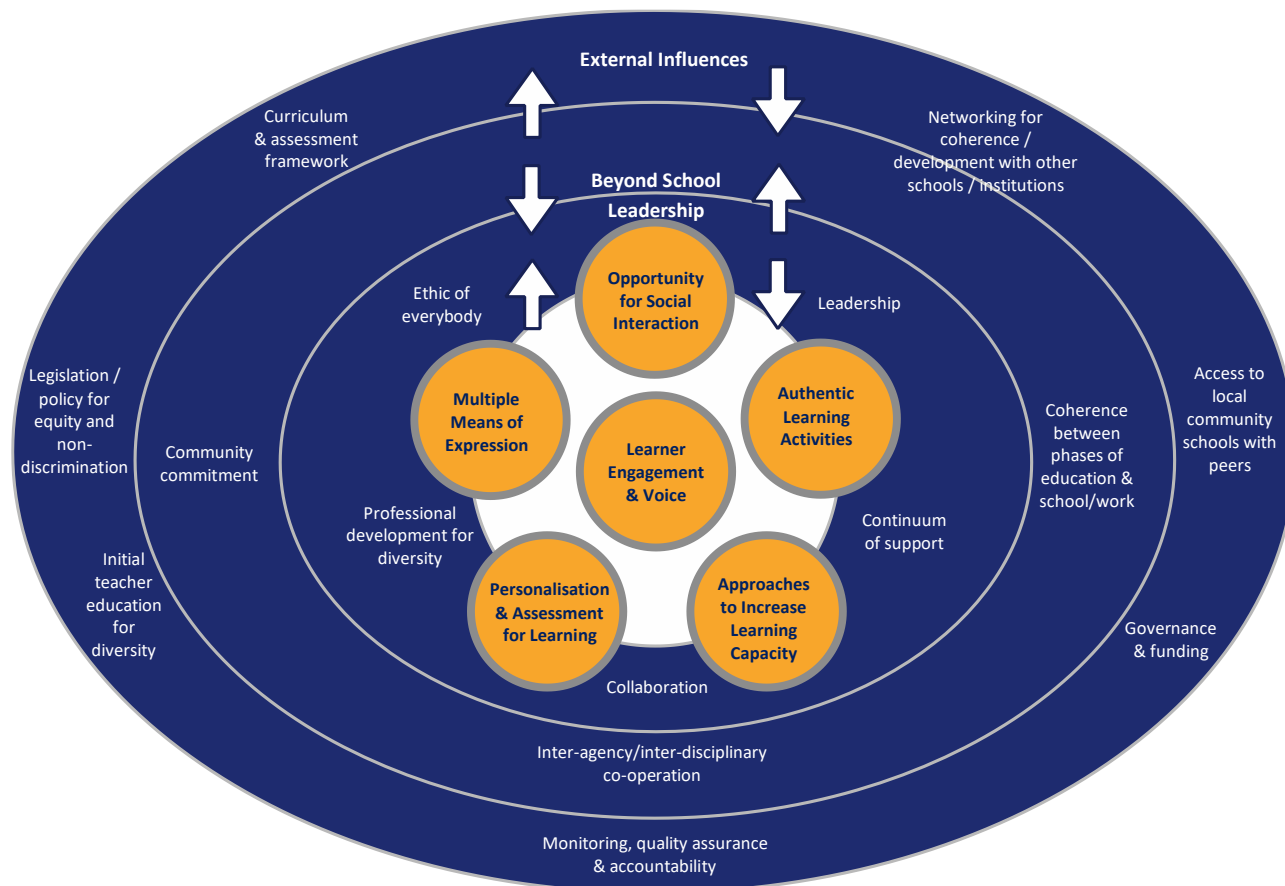 External Influences
Curriculum
& assessment
framework
Networking for
coherence /
development with other
schools / institutions
Beyond School
Leadership
Opportunity
for Social
Interaction
Ethic of
everybody
Leadership
Legislation /
policy for
equity and
non-
discrimination
Community
commitment
Multiple
Means of
Expression
Learner
Engagement
& Voice
Authentic
Learning
Activities
Coherence
between
phases of
education &
school/work
Access to
local
community
schools with
peers
Professional
development for
diversity
Continuum
of support
Initial
teacher
education
for
diversity
Personalisation
& Assessment
for Learning
Approaches
to Increase
Learning
Capacity
Governance
& funding
Collaboration
Inter-agency/inter-disciplinary
co-operation
Monitoring, quality assurance
& accountability